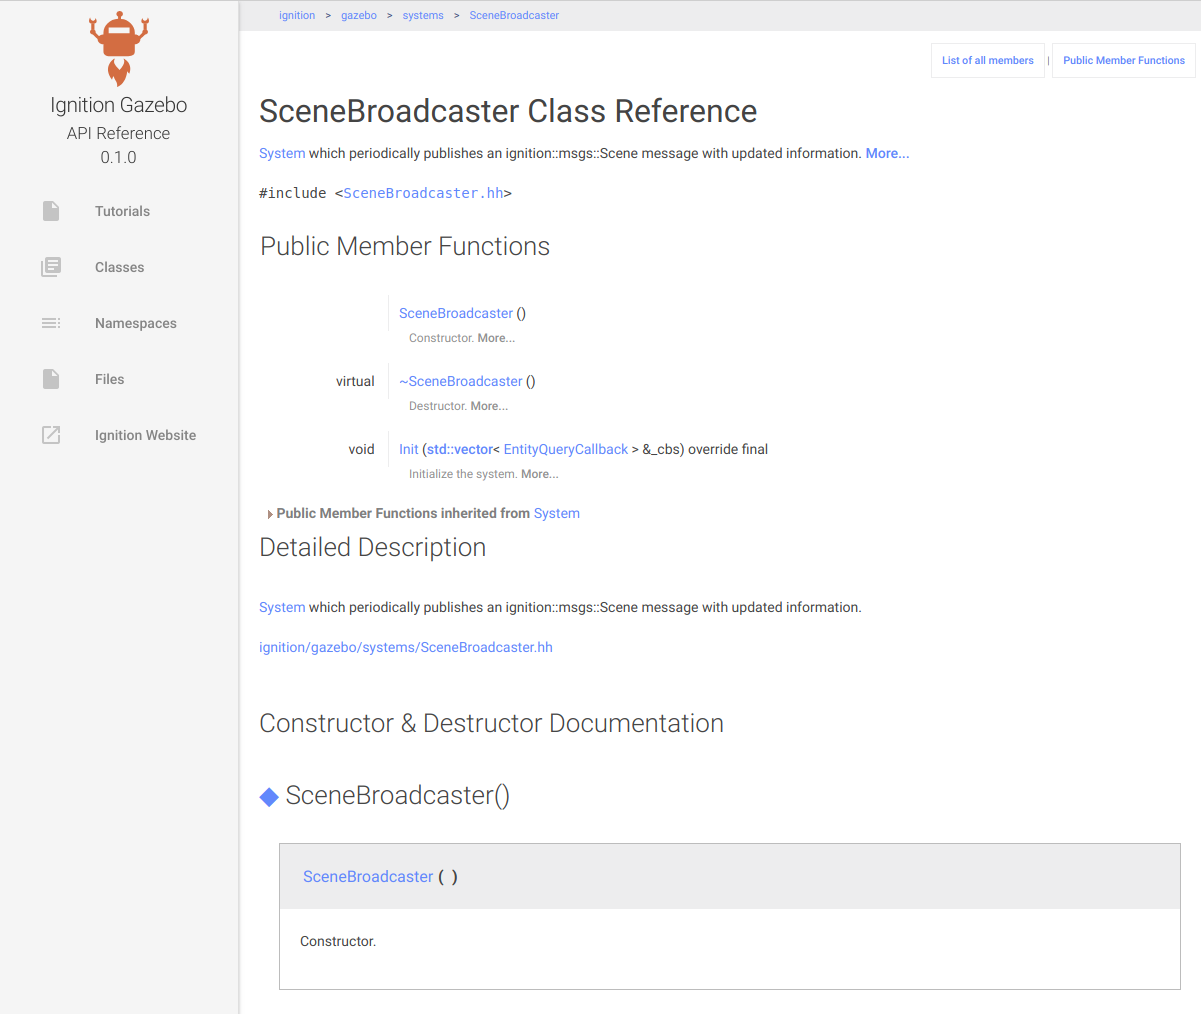 ignition > gazebo > systems > SceneBroadcaster
Ignition Gazebo
API Reference
0.1.0
Tutorials
Classes
Namespaces
Files
Ignition Website
List of all members | Public Member Functions
SceneBroadcaster Class Reference
System which periodically publishes an ignition::msgs::Scene message with updated information. More...
#include <SceneBroadcaster.hh>
Public Member Functions
SceneBroadcaster ()
Constructor. More...
virtual ~SceneBroadcaster ()
Destructor. More...
void Init (std::vector< EntityQueryCallback > &_cbs) override final
Initialize the system. More...
Public Member Functions inherited from System
Detailed Description
System which periodically publishes an ignition::msgs::Scene message with updated information.
ignition/gazebo/systems/SceneBroadcaster.hh
Constructor & Destructor Documentation
◆ SceneBroadcaster()
SceneBroadcaster ( )
Constructor.